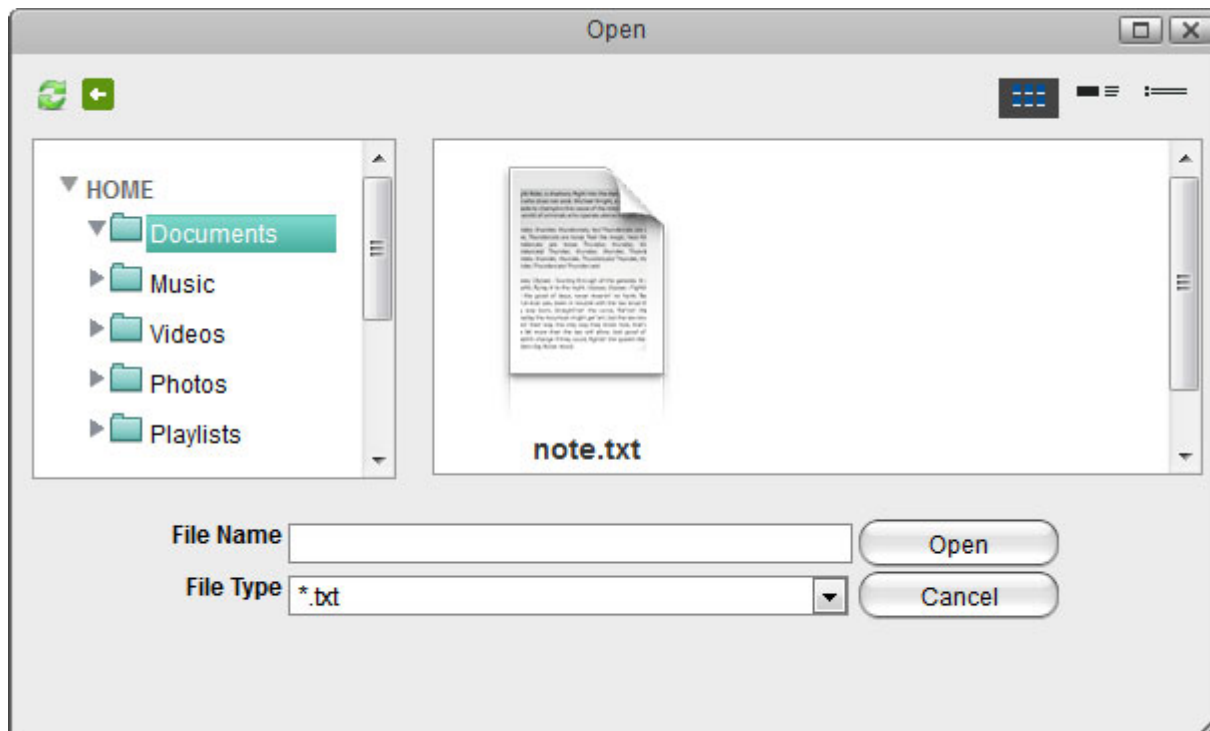 Open
HOME
Documents
Music
Videos
Photos
Playlists
note.txt
File Name
Open
File Type
*.txt
Cancel